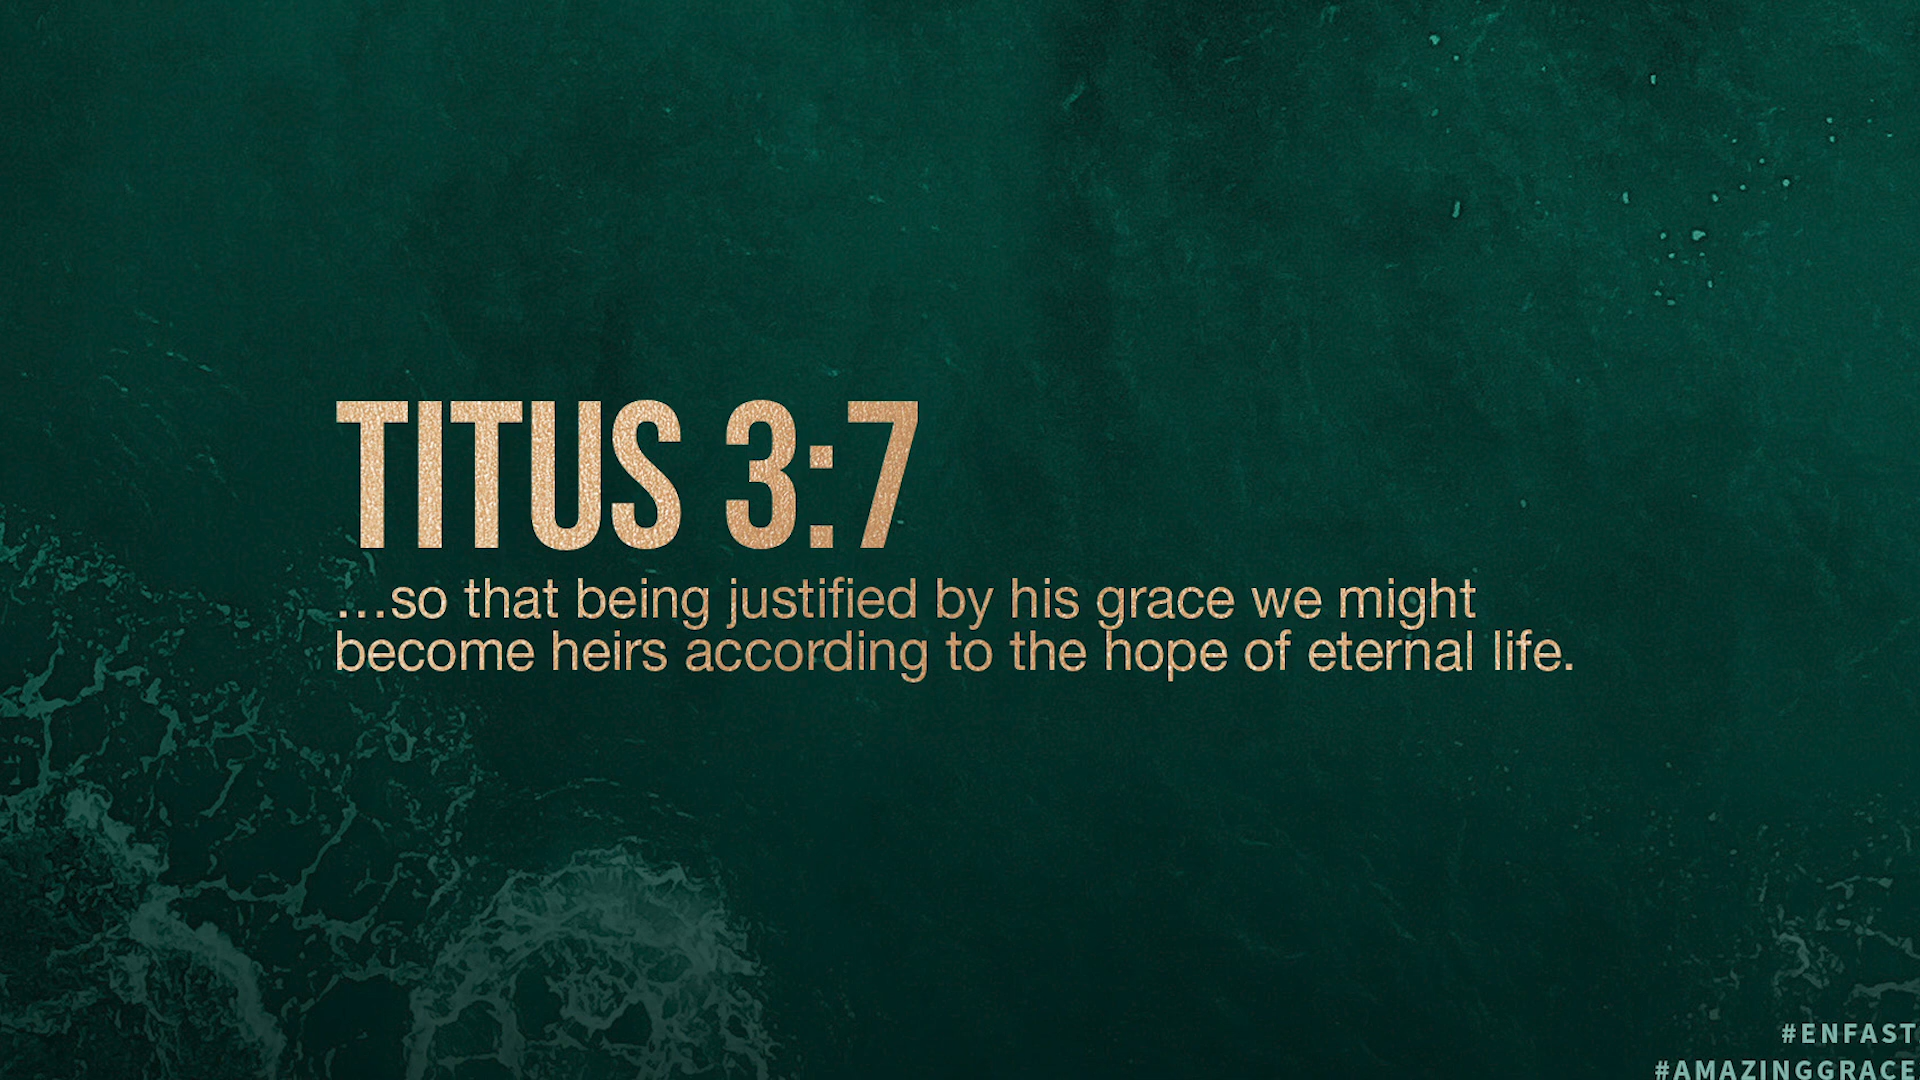 TITUS 3:7
...so that being justified by his grace we might
become heirs according to the hope of eternal life.
#ENFAST
#AMAZINGGRACE